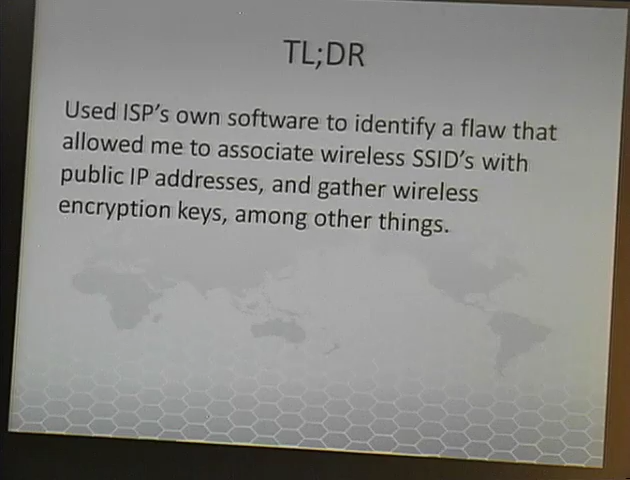 TL;DR
Used ISP's own software to identify a flaw that
allowed me to associate wireless SSID's with
public IP addresses, and gather wireless
encryption keys, among other things.